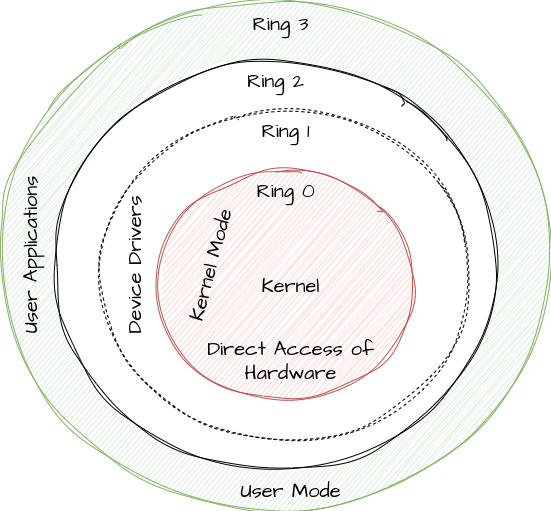 Ring 3
Ring 2
Ring 1
Ring 0
User Applications
Device Drivers
Kernel Mode
Kernel
Direct Access of
Hardware
User Mode